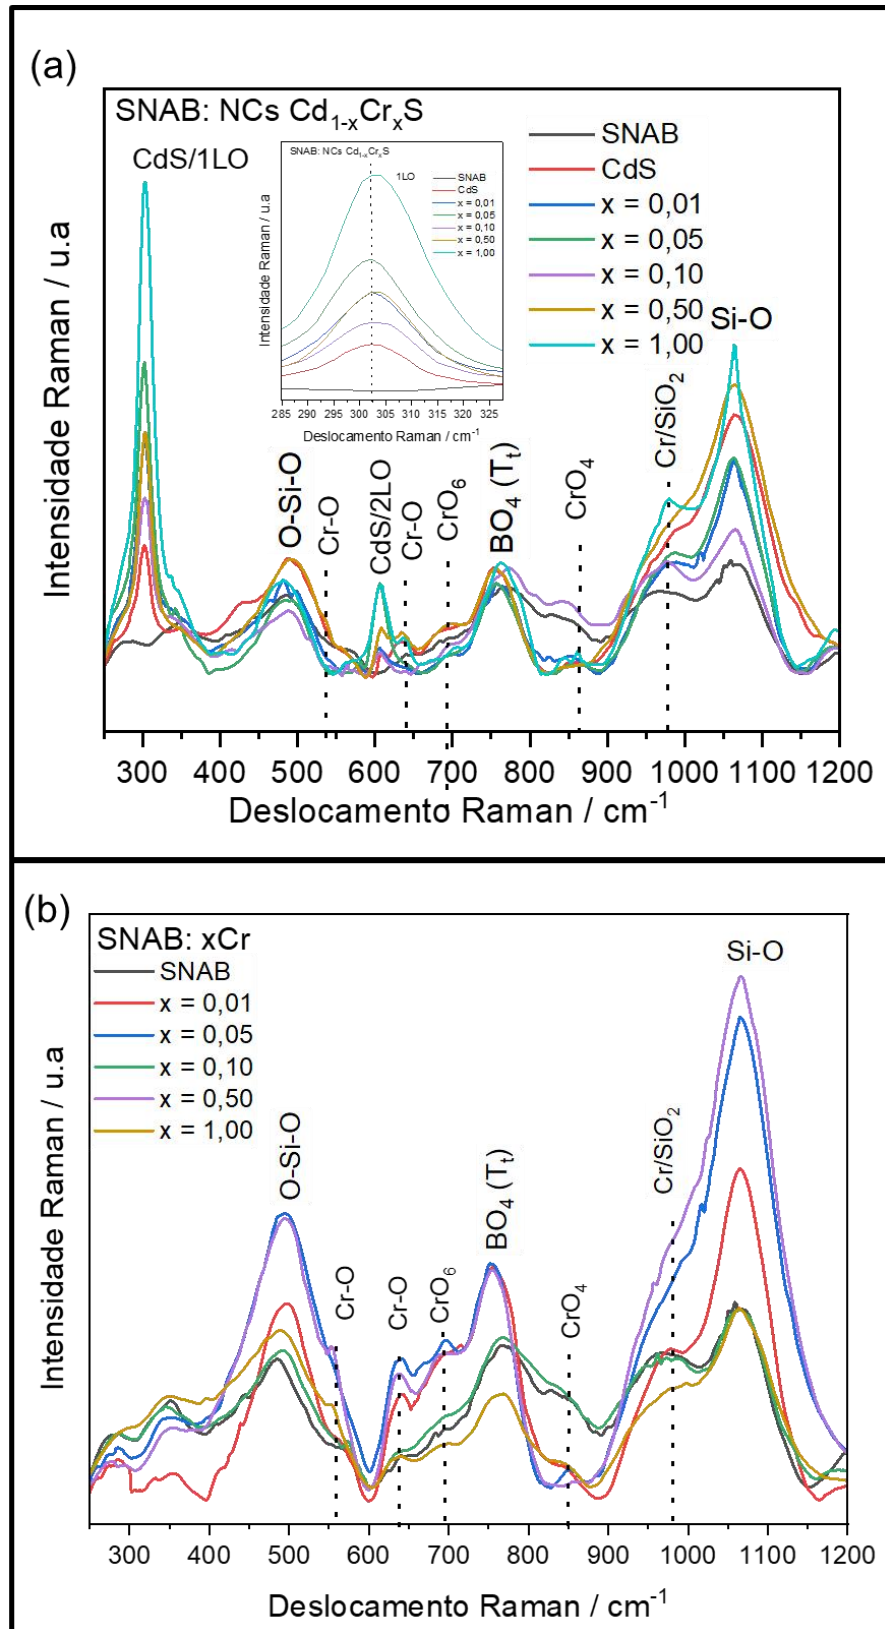 (a)
SNAB: NCs Cd1-xCrxS
CdS/1LO
SNAB
CdS
x = 0,01
x = 0,05
x = 0,10
x = 0,50
x = 1,00
SNAB: NCs Cd1-xCrxS
1LO
SNAB
CdS
x = 0,01
x = 0,05
x = 0,10
x = 0,50
x = 1,00
Intensidade Raman / u.a
285 290 295 300 305 310 315 320 325
Deslocamento Raman / cm-1
O-Si-O
Cr-O
CdS/2LO
Cr-O
CrO6
BO4 (Tt)
CrO4
Cr/SiO2
Si-O
Intensidade Raman / u.a
300 400 500 600 700 800 900 1000 1100 1200
Deslocamento Raman / cm-1
(b)
SNAB: xCr
SNAB
x = 0,01
x = 0,05
x = 0,10
x = 0,50
x = 1,00
O-Si-O
Cr-O
Cr-O
CrO6
BO4 (Tt)
CrO4
Cr/SiO2
Si-O
Intensidade Raman / u.a
300 400 500 600 700 800 900 1000 1100 1200
Deslocamento Raman / cm-1